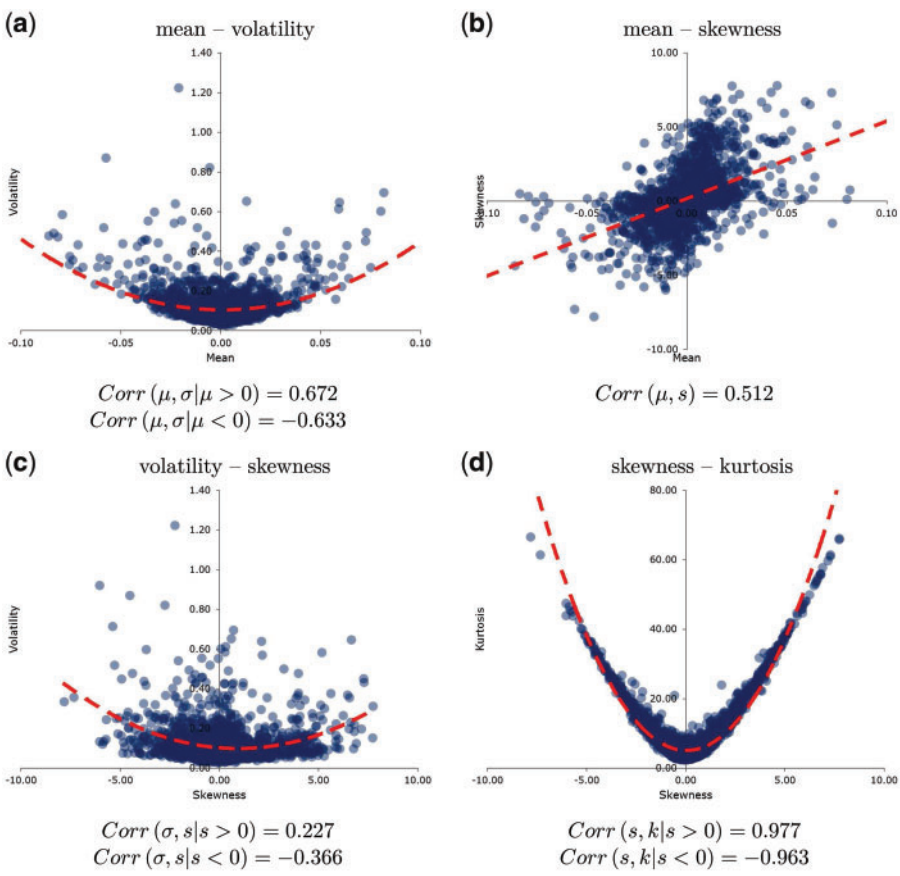 (a)
mean – volatility
1.40
1.20
1.00
0.80
0.60
0.40
0.20
0.00
Volatility
-0.10
-0.05
0.05
0.10
Mean
Corr (μ, σ|μ > 0) = 0.672
Corr (μ, σ|μ < 0) = −0.633
(b)
mean – skewness
10.00
5.00
0.00
-5.00
-10.00
Skewness
0.10
-0.05
0.00
0.05
0.10
Mean
Corr (μ, s) = 0.512
(c)
volatility – skewness
1.40
1.20
1.00
0.80
0.60
0.40
0.20
0.00
Volatility
-10.00
-5.00
5.00
10.00
Skewness
Corr (σ, s|s > 0) = 0.227
Corr (σ, s|s < 0) = −0.366
(d)
skewness – kurtosis
80.00
60.00
40.00
20.00
0.00
Kurtosis
-10.00
-5.00
0.00
5.00
10.00
Skewness
Corr (s, k|s > 0) = 0.977
Corr (s, k|s < 0) = −0.963